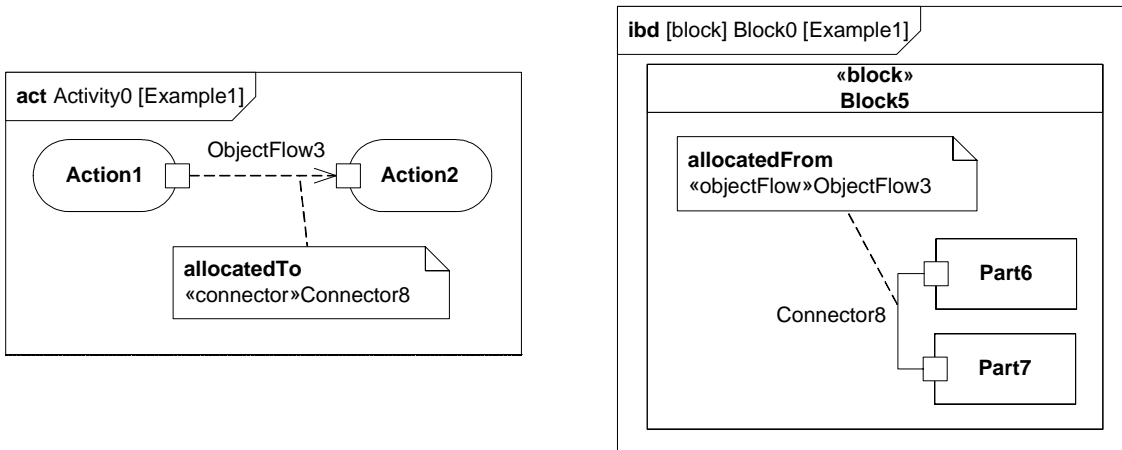 act Activity0 [Example1]
ObjectFlow3
Action1
Action2
allocatedTo
«connector»Connector8
ibd [block] Block0 [Example1]
«block»
Block5
allocatedFrom
«objectFlow»ObjectFlow3
Part6
Connector8
Part7